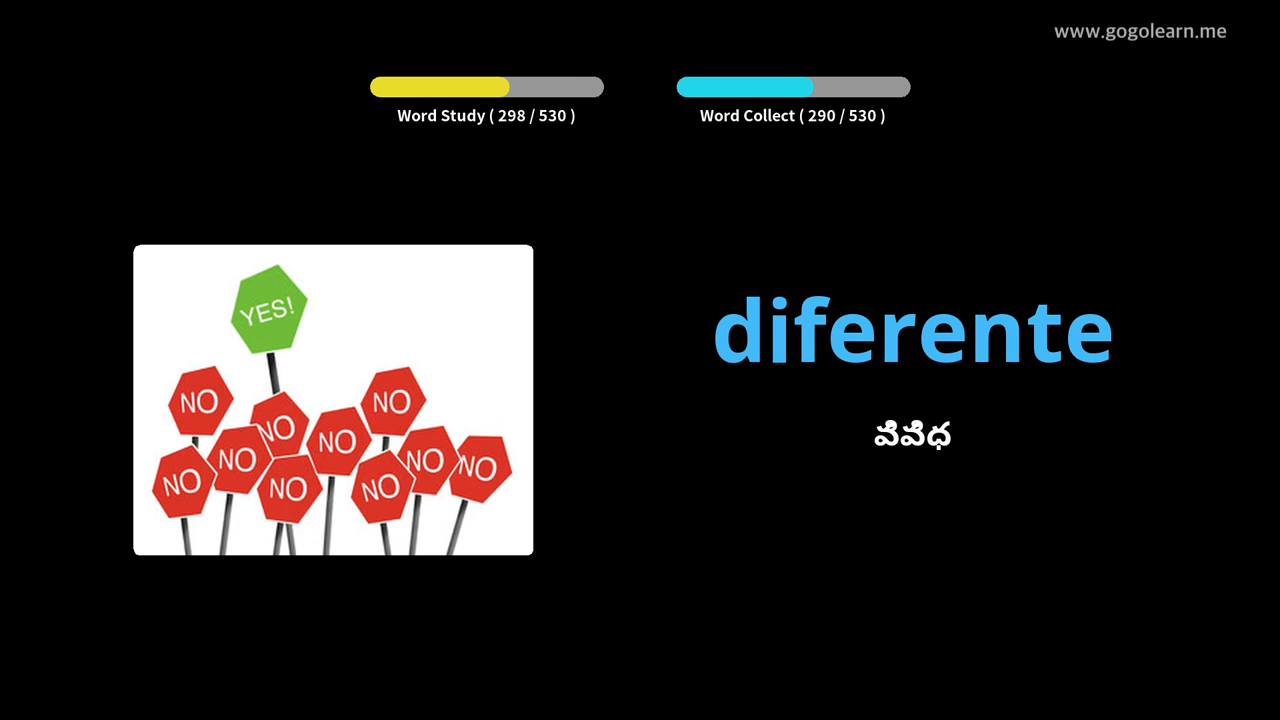 www.gogolearn.me
Word Study ( 298 / 530 )
Word Collect ( 290 / 530 )
YES!
NO
NO
NO
NO
NO
NO
NO
NO
NO
NO
diferente
వివిధ